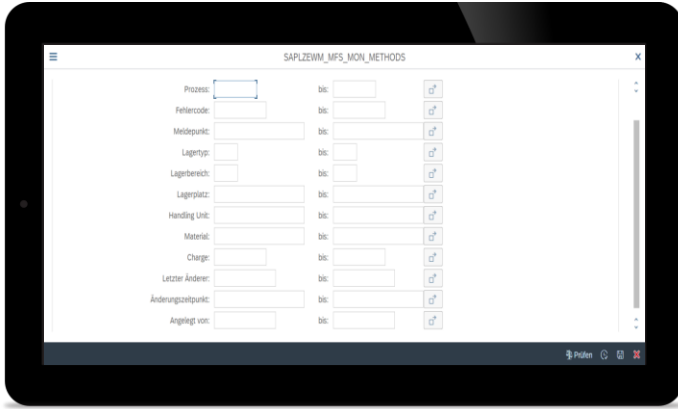 SAPLZEWM_MFS_MON_METHODS
Prozess: bis:
Fehlercode: bis:
Meldepunkt: bis:
Lagertyp: bis:
Lagerbereich: bis:
Lagerplatz: bis:
Handling Unit: bis:
Material: bis:
Charge: bis:
Letzter Änderer: bis:
Änderungszeitpunkt: bis:
Angelegt von: bis:
Prüfen